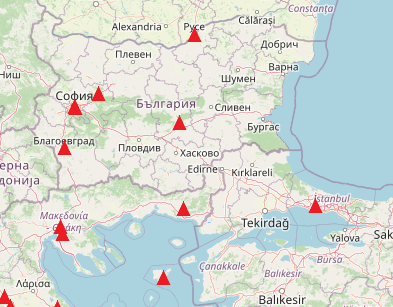 Constanța
Alexandria
Русе
Călărași
Добрич
Плевен
Варна
Ниш
Шумен
София
България
Сливен
Бургас
Благоевград
Пловдив
Хасково
Edirne
Kırklareli
İstanbul
Μακεδονία
Θράκη
Tekirdağ
Yalova
Çanakkale
Bursa
Λάρισα
Balıkesir
Balıkesir